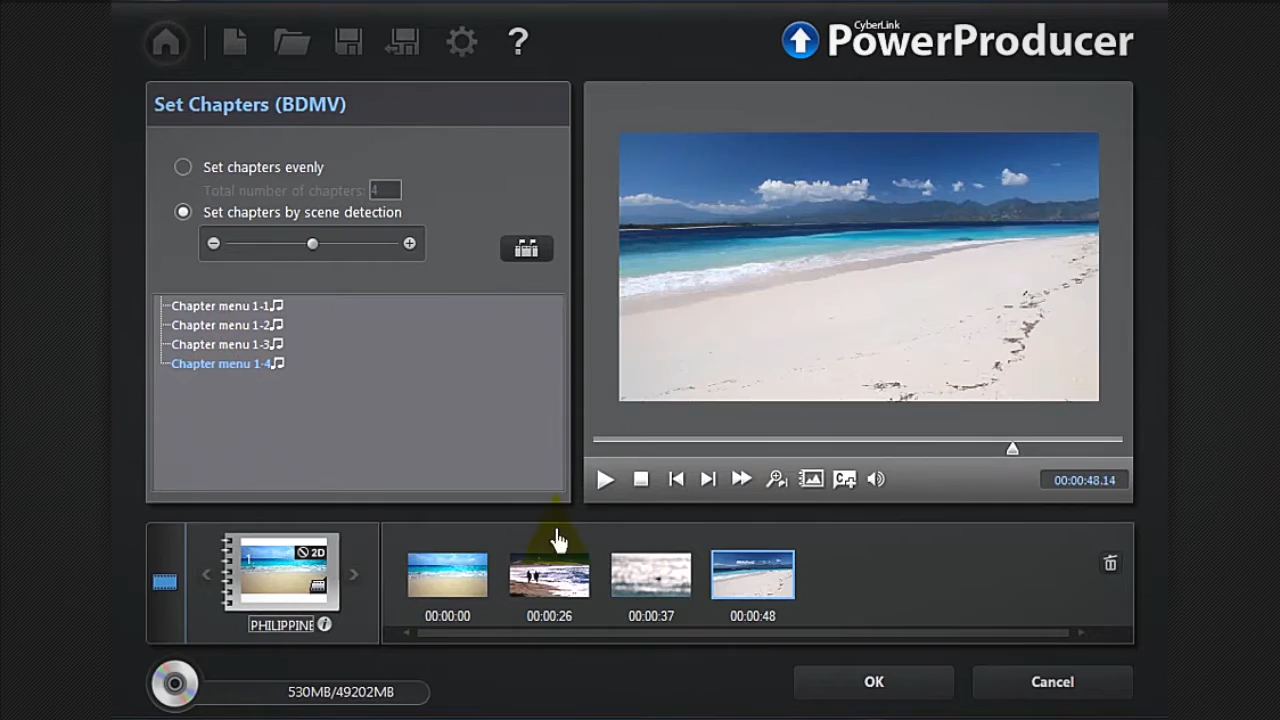 ?
CyberLink
PowerProducer
Set Chapters (BDMV)
Set chapters evenly
Total number of chapters: 4
Set chapters by scene detection
Chapter menu 1-1
Chapter menu 1-2
Chapter menu 1-3
Chapter menu 1-4
00:00:48.14
2D
PHILIPPINE
00:00:00
00:00:26
00:00:37
00:00:48
530MB/49202MB
OK
Cancel